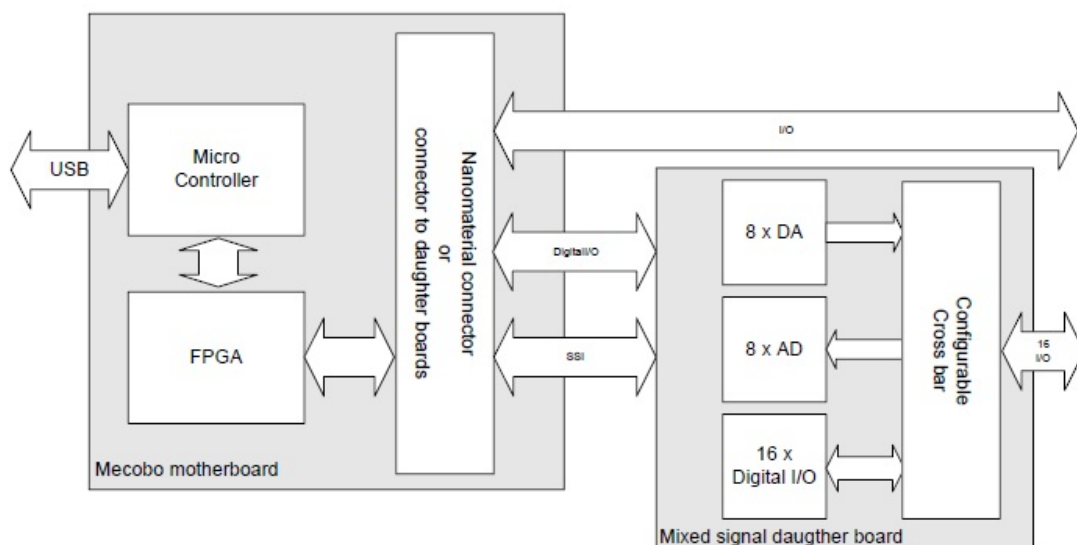 USB
Micro
Controller
FPGA
Mecobo motherboard
Nanomaterial connector
or
connector to daughter boards
I/O
DigitalI/O
SSI
8 x DA
8 x AD
16 x
Digital I/O
Configurable
Cross bar
16
I/O
Mixed signal daugther board